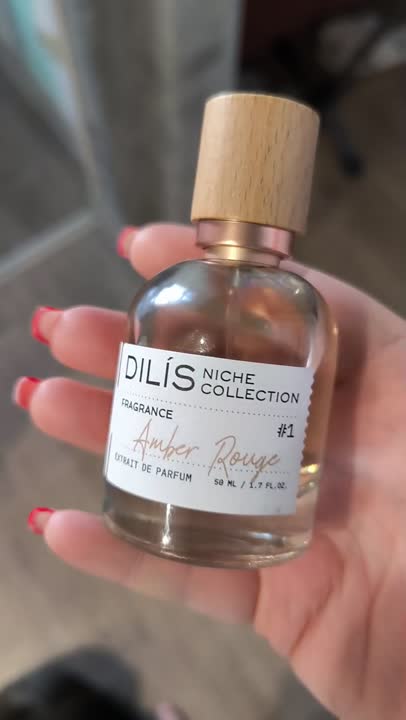 DILÍS NICHE COLLECTION
FRAGRANCE #1
Amber Rouge
EXTRAIT DE PARFUM 50 ML / 1.7 FL.OZ.